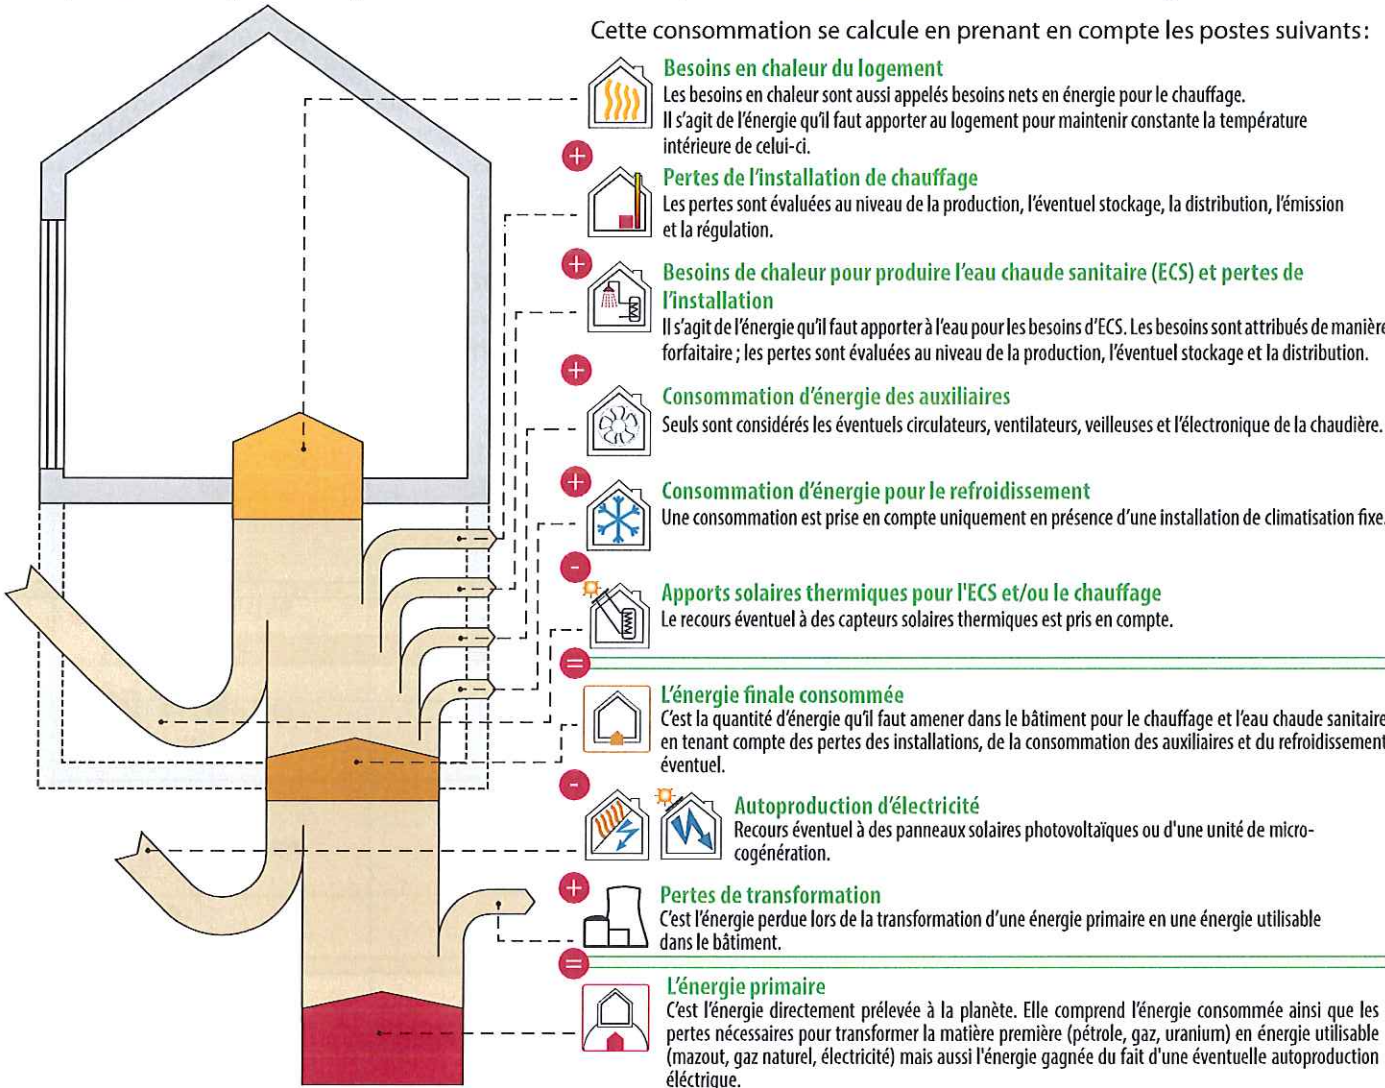 Cette consommation se calcule en prenant en compte les postes suivants:
Besoins en chaleur du logement
Les besoins en chaleur sont aussi appelés besoins nets en énergie pour le chauffage.
Il s'agit de l'énergie qu'il faut apporter au logement pour maintenir constante la température
intérieure de celui-ci.
+
Pertes de l'installation de chauffage
Les pertes sont évaluées au niveau de la production, l'éventuel stockage, la distribution, l'émission
et la régulation.
+
Besoins de chaleur pour produire l'eau chaude sanitaire (ECS) et pertes de
l'installation
Il s'agit de l'énergie qu'il faut apporter à l'eau pour les besoins d'ECS. Les besoins sont attribués de manière
forfaitaire ; les pertes sont évaluées au niveau de la production, l'éventuel stockage et la distribution.
+
Consommation d'énergie des auxiliaires
Seuls sont considérés les éventuels circulateurs, ventilateurs, veilleuses et l'électronique de la chaudière.
+
Consommation d'énergie pour le refroidissement
Une consommation est prise en compte uniquement en présence d'une installation de climatisation fixe.
-
Apports solaires thermiques pour l'ECS et/ou le chauffage
Le recours éventuel à des capteurs solaires thermiques est pris en compte.
=
L'énergie finale consommée
C'est la quantité d'énergie qu'il faut amener dans le bâtiment pour le chauffage et l'eau chaude sanitaire
en tenant compte des pertes des installations, de la consommation des auxiliaires et du refroidissement
éventuel.
-
Autoproduction d'électricité
Recours éventuel à des panneaux solaires photovoltaïques ou d'une unité de micro-
cogénération.
+
Pertes de transformation
C'est l'énergie perdue lors de la transformation d'une énergie primaire en une énergie utilisable
dans le bâtiment.
=
L'énergie primaire
C'est l'énergie directement prélevée à la planète. Elle comprend l'énergie consommée ainsi que les
pertes nécessaires pour transformer la matière première (pétrole, gaz, uranium) en énergie utilisable
(mazout, gaz naturel, électricité) mais aussi l'énergie gagnée du fait d'une éventuelle autoproduction
éléctrique.